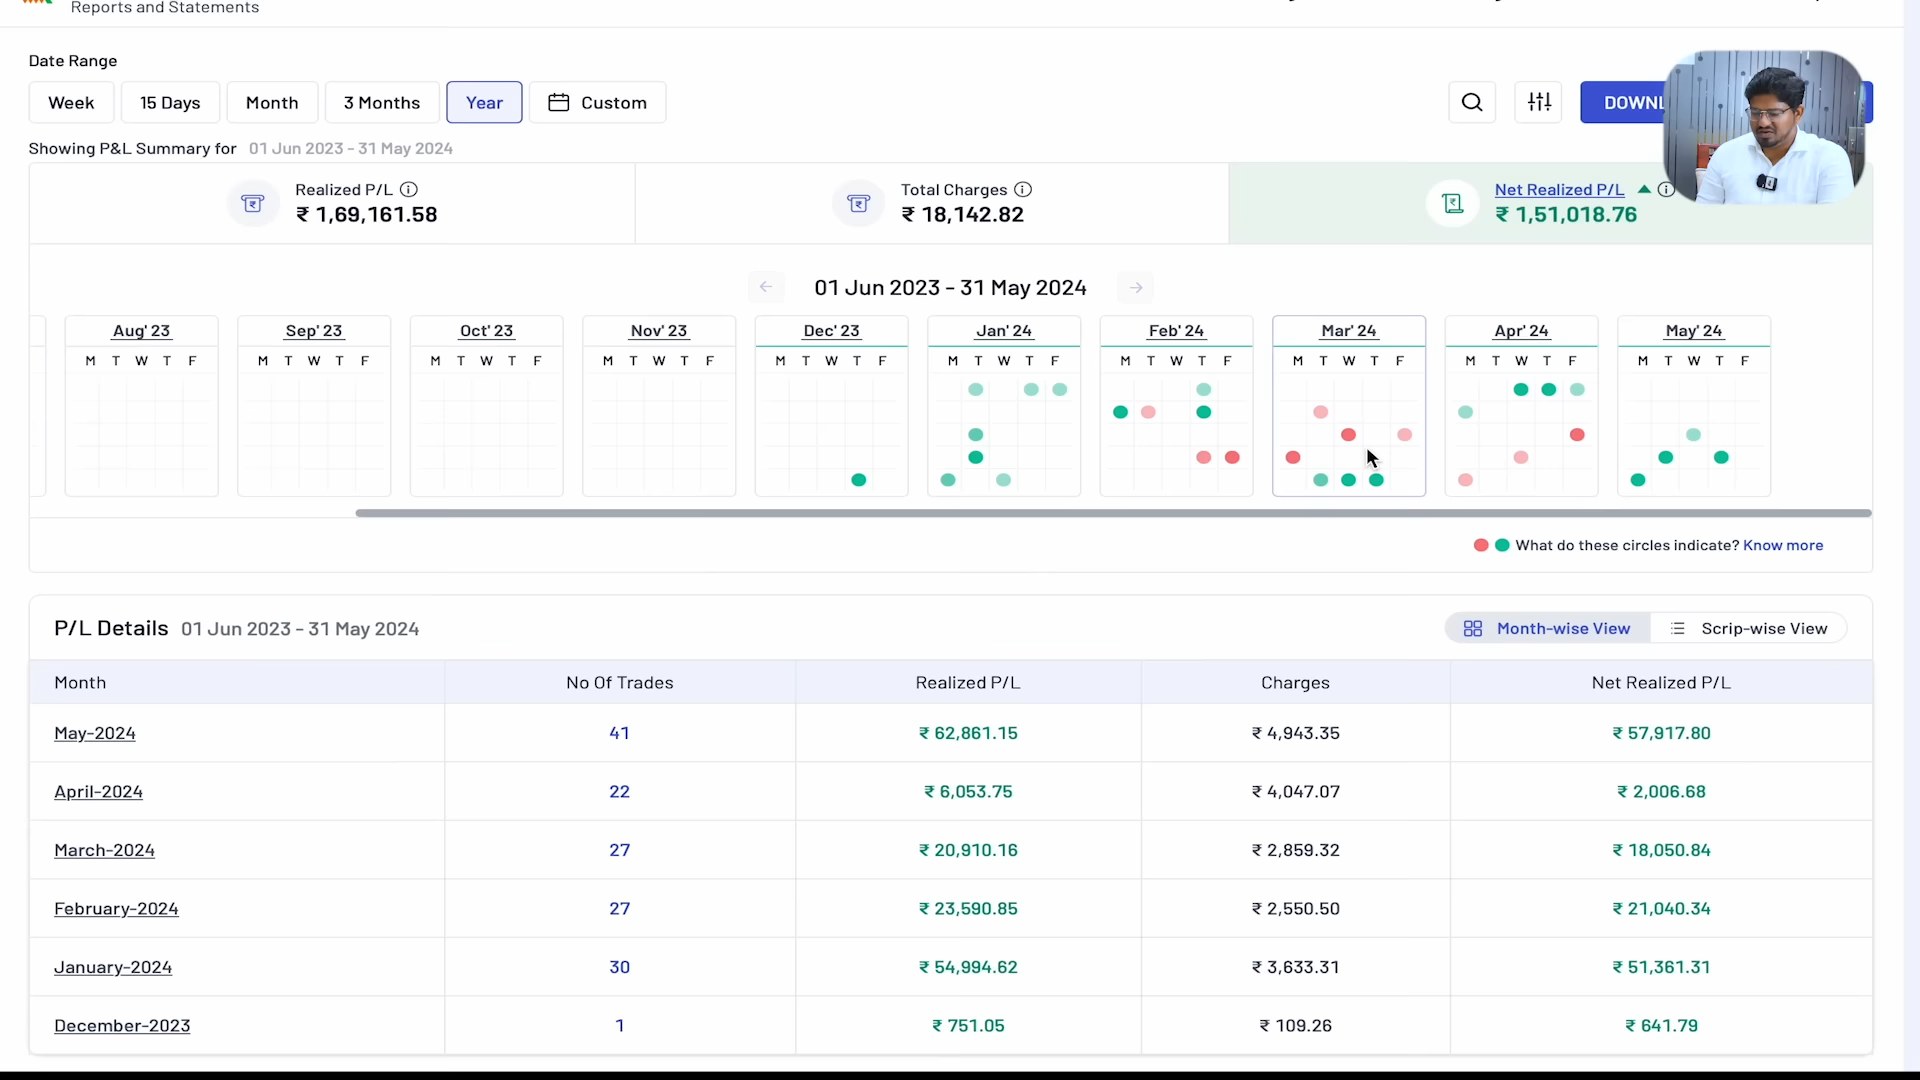 Reports and Statements
Date Range
Week 15 Days Month 3 Months Year Custom
Showing P&L Summary for 01 Jun 2023 - 31 May 2024
Realized P/L
₹ 1,69,161.58
Total Charges
₹ 18,142.82
Net Realized P/L
₹ 1,51,018.76
01 Jun 2023 - 31 May 2024
Aug' 23 Sep' 23 Oct' 23 Nov' 23 Dec' 23 Jan' 24 Feb' 24 Mar' 24 Apr' 24 May' 24
M T W T F M T W T F M T W T F M T W T F M T W T F M T W T F M T W T F M T W T F M T W T F M T W T F
What do these circles indicate? Know more
P/L Details 01 Jun 2023 - 31 May 2024
Month-wise View Scrip-wise View
Month No Of Trades Realized P/L Charges Net Realized P/L
May-2024 41 ₹ 62,861.15 ₹ 4,943.35 ₹ 57,917.80
April-2024 22 ₹ 6,053.75 ₹ 4,047.07 ₹ 2,006.68
March-2024 27 ₹ 20,910.16 ₹ 2,859.32 ₹ 18,050.84
February-2024 27 ₹ 23,590.85 ₹ 2,550.50 ₹ 21,040.34
January-2024 30 ₹ 54,994.62 ₹ 3,633.31 ₹ 51,361.31
December-2023 1 ₹ 751.05 ₹ 109.26 ₹ 641.79